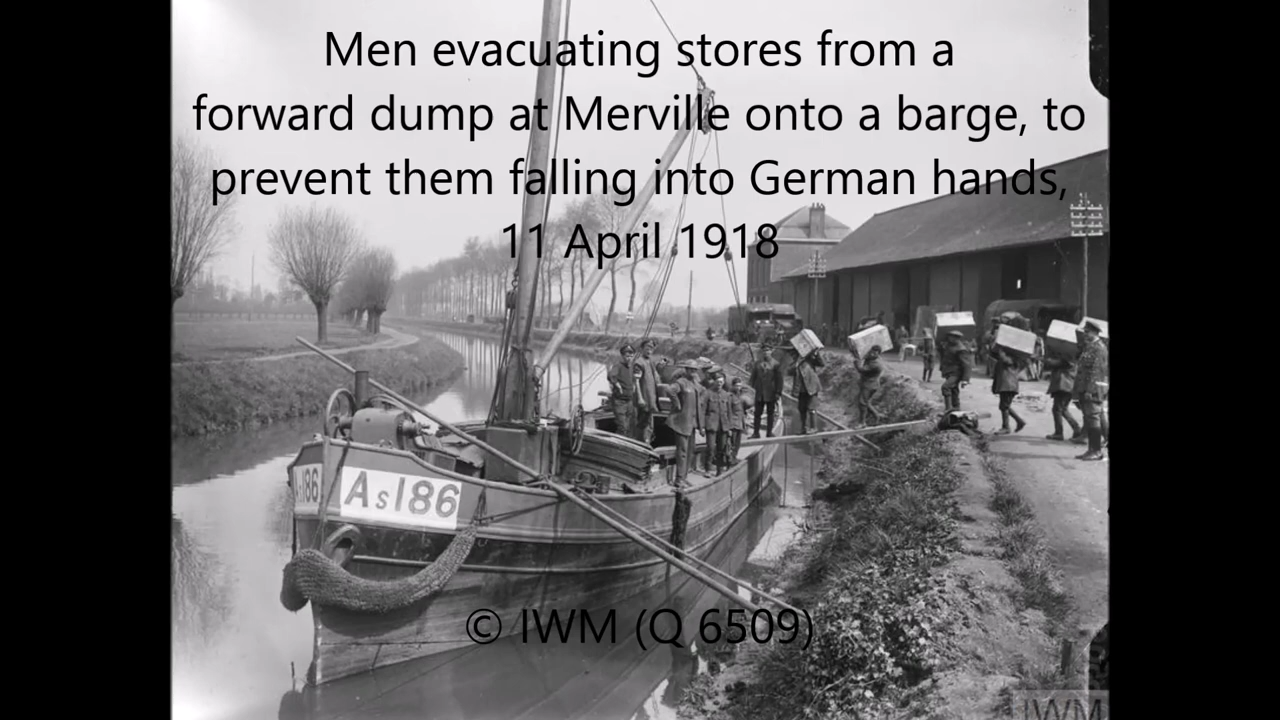 Men evacuating stores from a
forward dump at Merville onto a barge, to
prevent them falling into German hands,
11 April 1918
186
As186
© IWM (Q 6509)
IWM